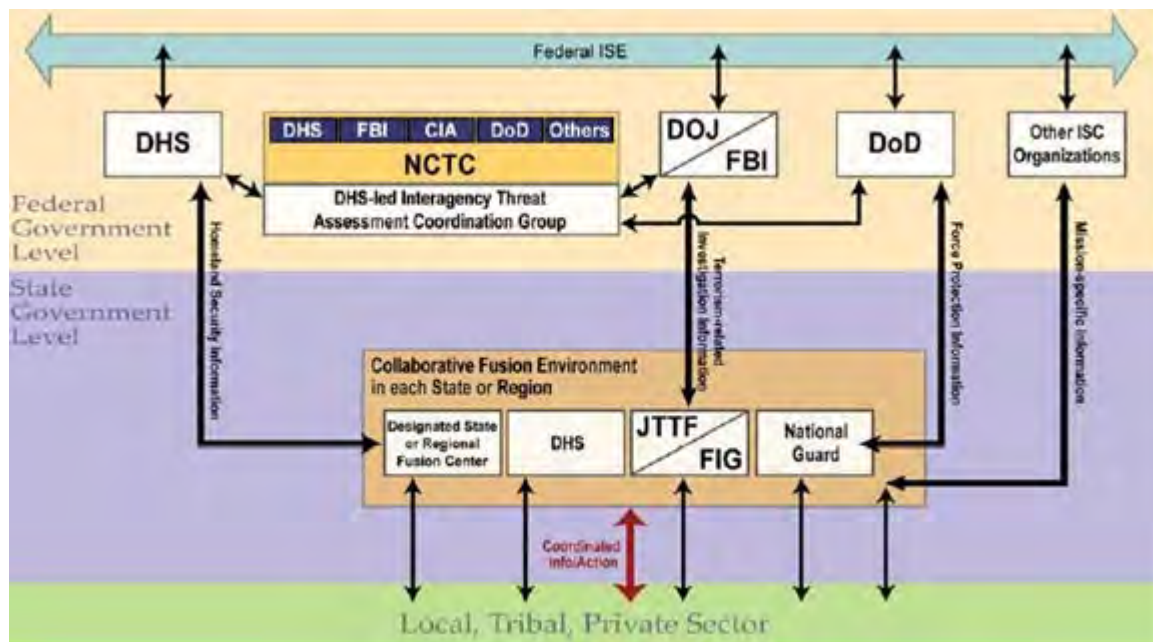 Federal ISE
DHS
DHS FBI CIA DoD Others
NCTC
DHS-led Interagency Threat
Assessment Coordination Group
DOJ
FBI
DoD
Other ISC
Organizations
Federal
Government
Level
State
Government
Level
Homeland Security Information
Terrorism-related
Investigation Information
Force Protection Information
Mission-specific Information
Collaborative Fusion Environment
in each State or Region
Designated State
or Regional
Fusion Center
DHS
JTTF
FIG
National
Guard
Coordinated
Info/Action
Local, Tribal, Private Sector